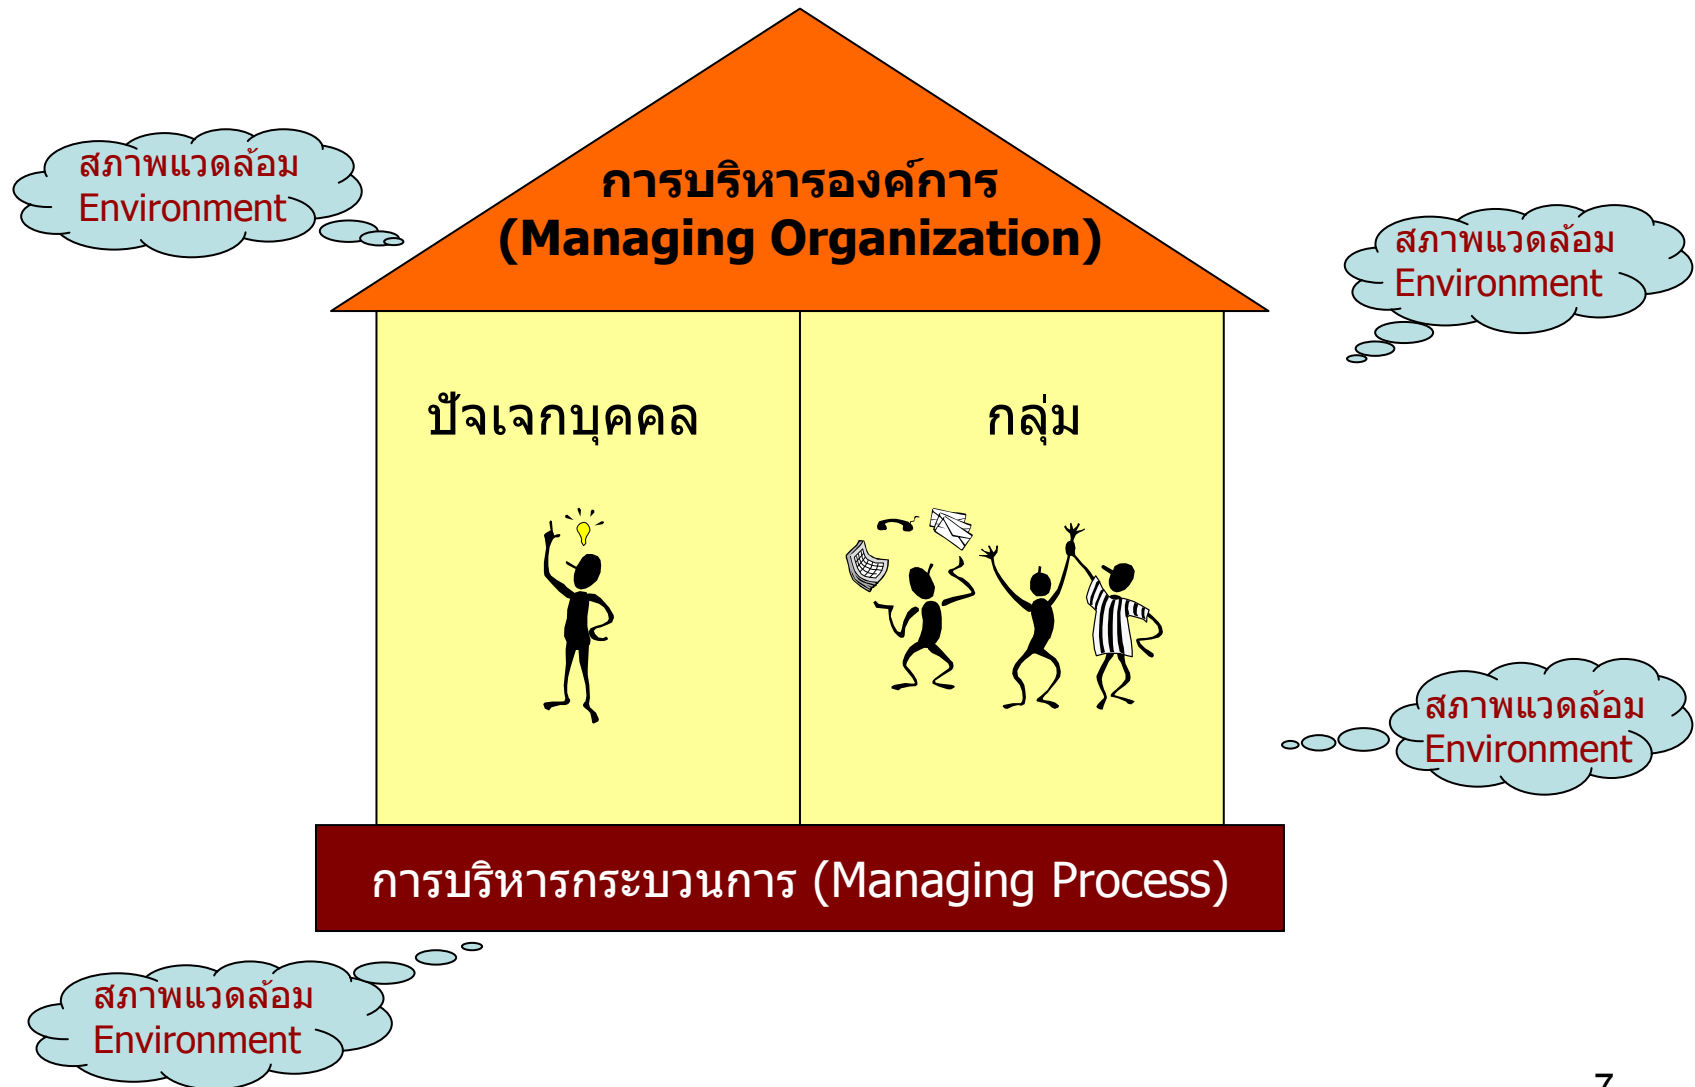 การบริหารองค์การ
(Managing Organization)
สภาพแวดล้อม
Environment
สภาพแวดล้อม
Environment
ปัจเจกบุคคล
กลุ่ม
สภาพแวดล้อม
Environment
การบริหารกระบวนการ (Managing Process)
สภาพแวดล้อม
Environment
7